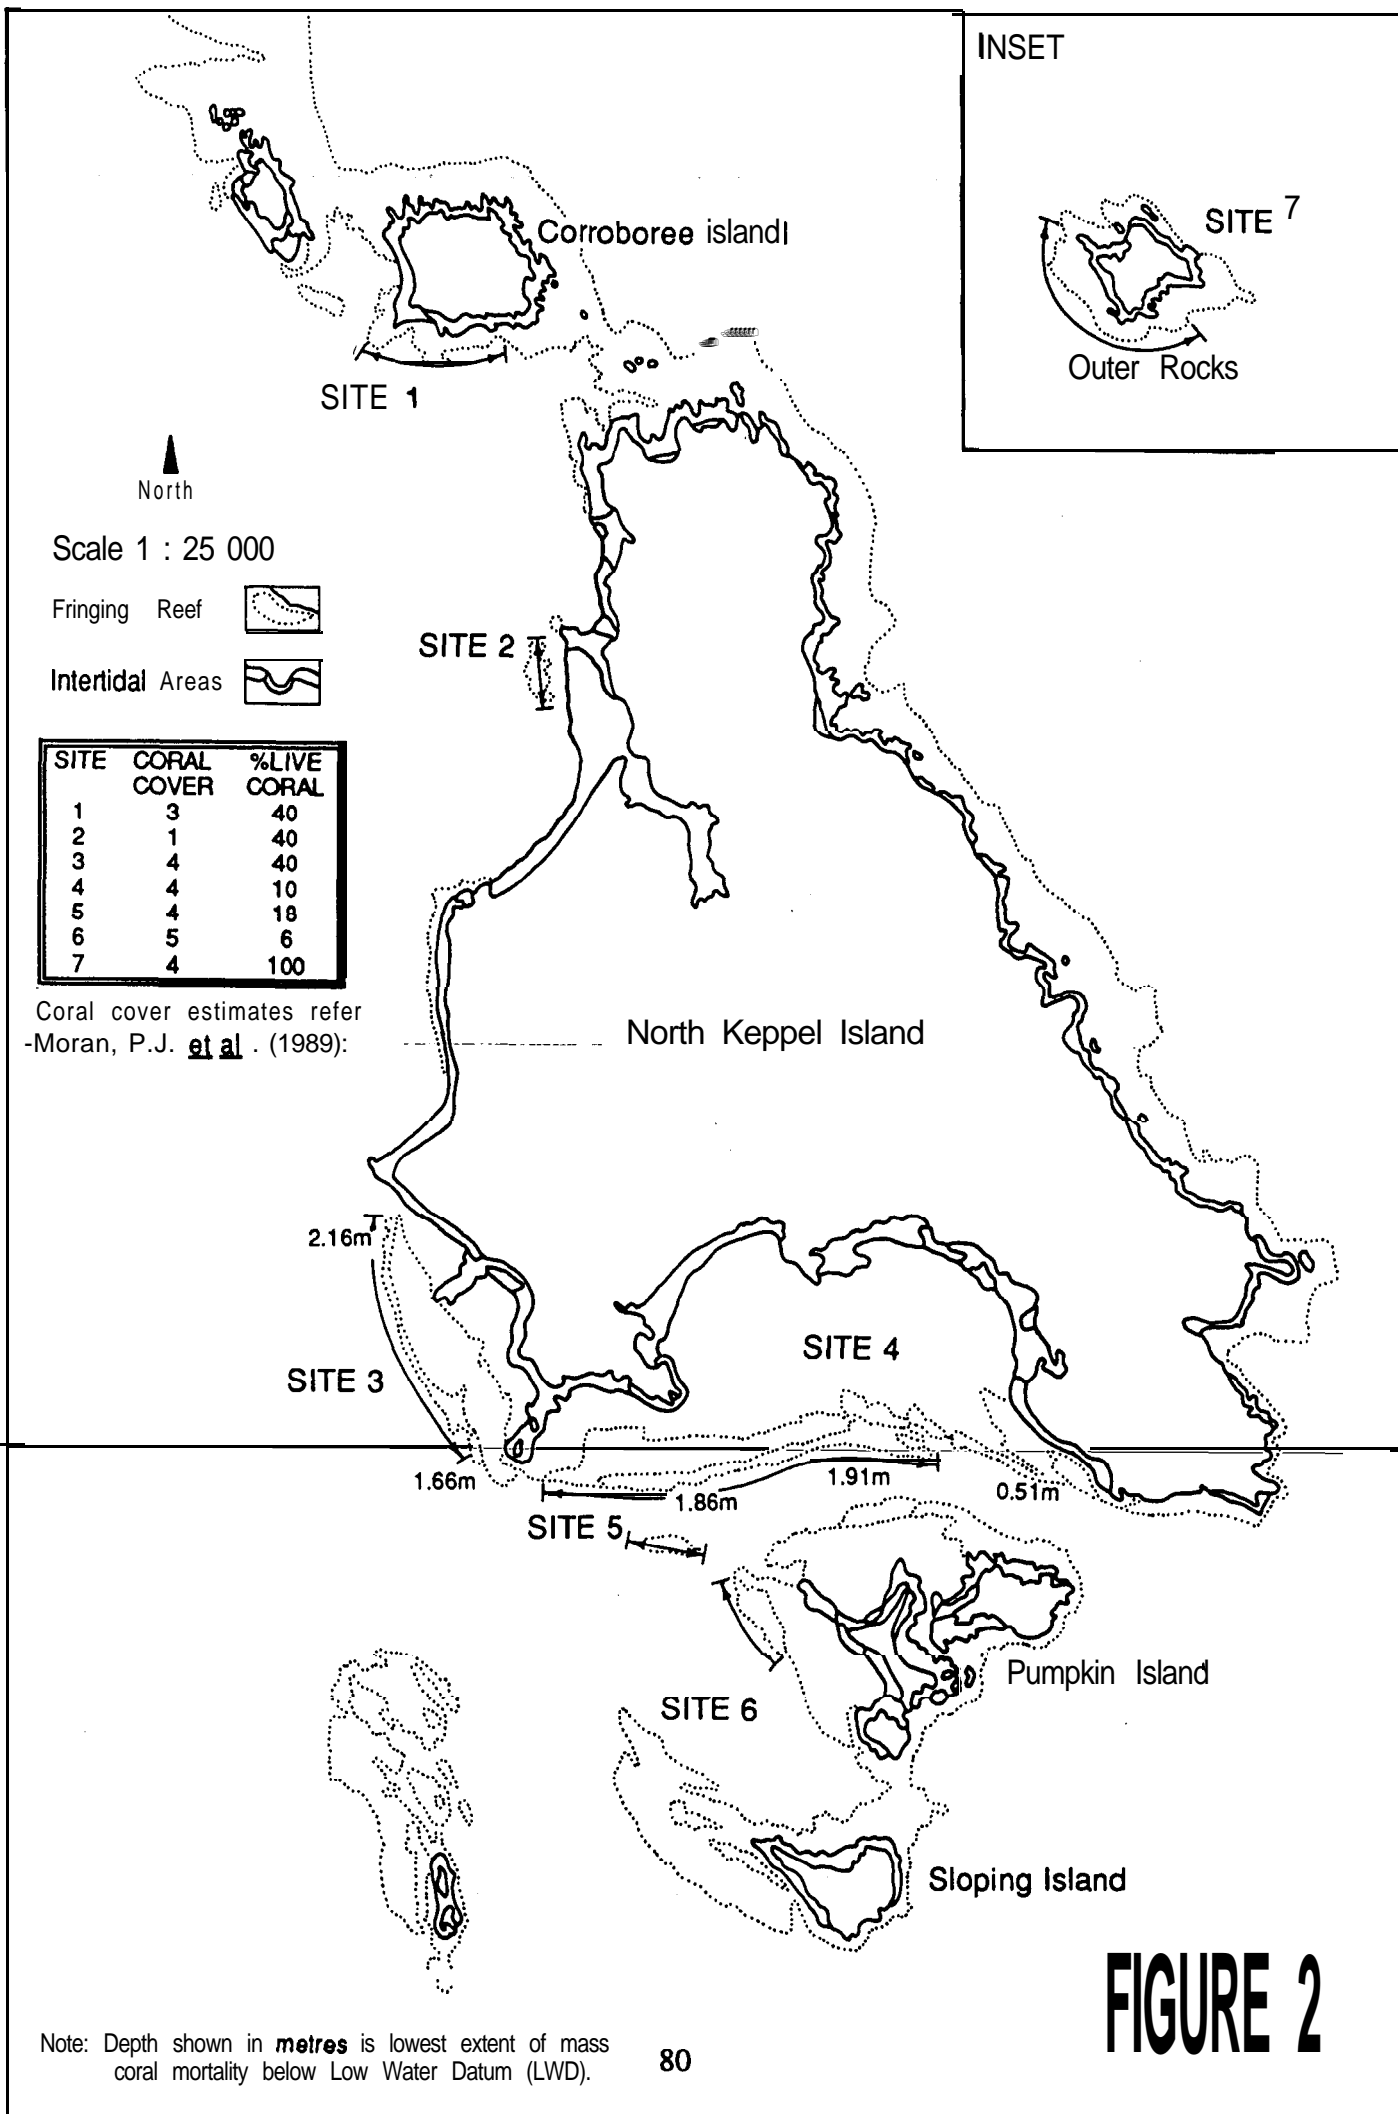 INSET
SITE 7
Outer Rocks
Corroboree island
SITE 1
North
Scale 1 : 25 000
Fringing Reef
Intertidal Areas
SITE 2
SITE CORAL COVER %LIVE CORAL
1 3 40
2 1 40
3 4 40
4 4 10
5 4 18
6 5 6
7 4 100
Coral cover estimates refer
-Moran, P.J. et al . (1989):
North Keppel Island
2.16m
SITE 3
SITE 4
1.66m
1.86m
1.91m
0.51m
SITE 5
SITE 6
Pumpkin Island
Sloping Island
FIGURE 2
Note: Depth shown in metres is lowest extent of mass
coral mortality below Low Water Datum (LWD).
80